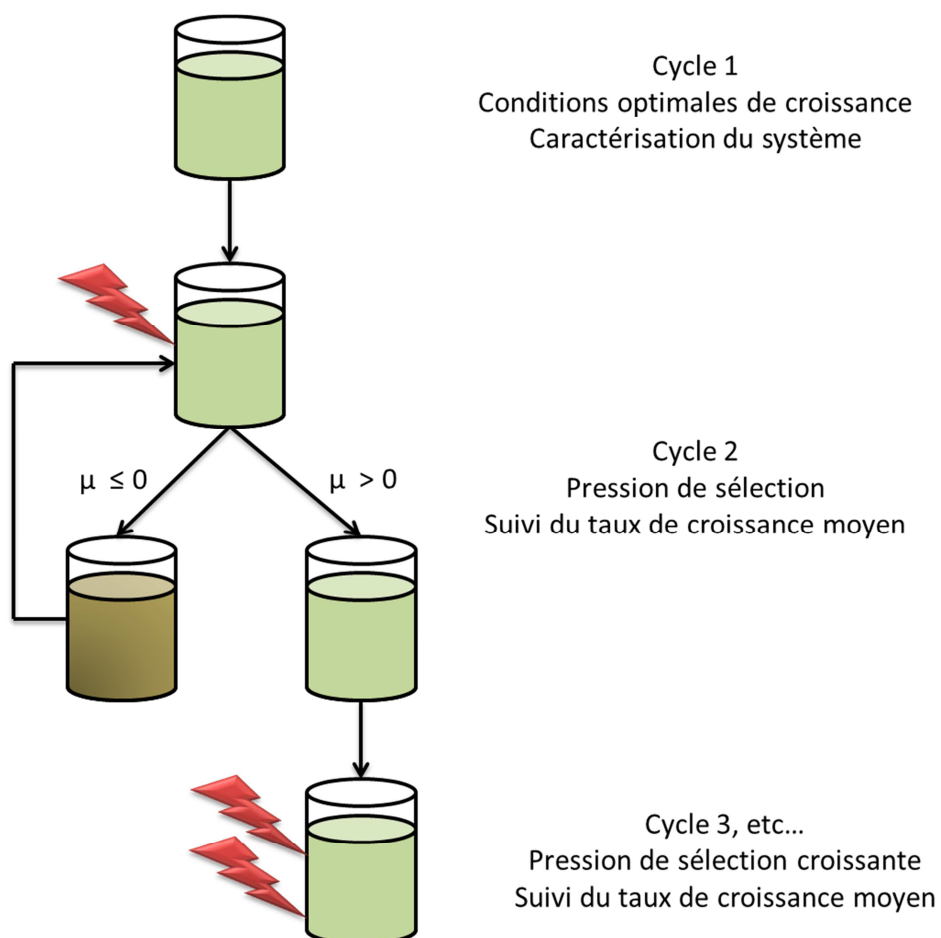 Cycle 1
Conditions optimales de croissance
Caractérisation du système
μ ≤ 0
μ > 0
Cycle 2
Pression de sélection
Suivi du taux de croissance moyen
Cycle 3, etc…
Pression de sélection croissante
Suivi du taux de croissance moyen